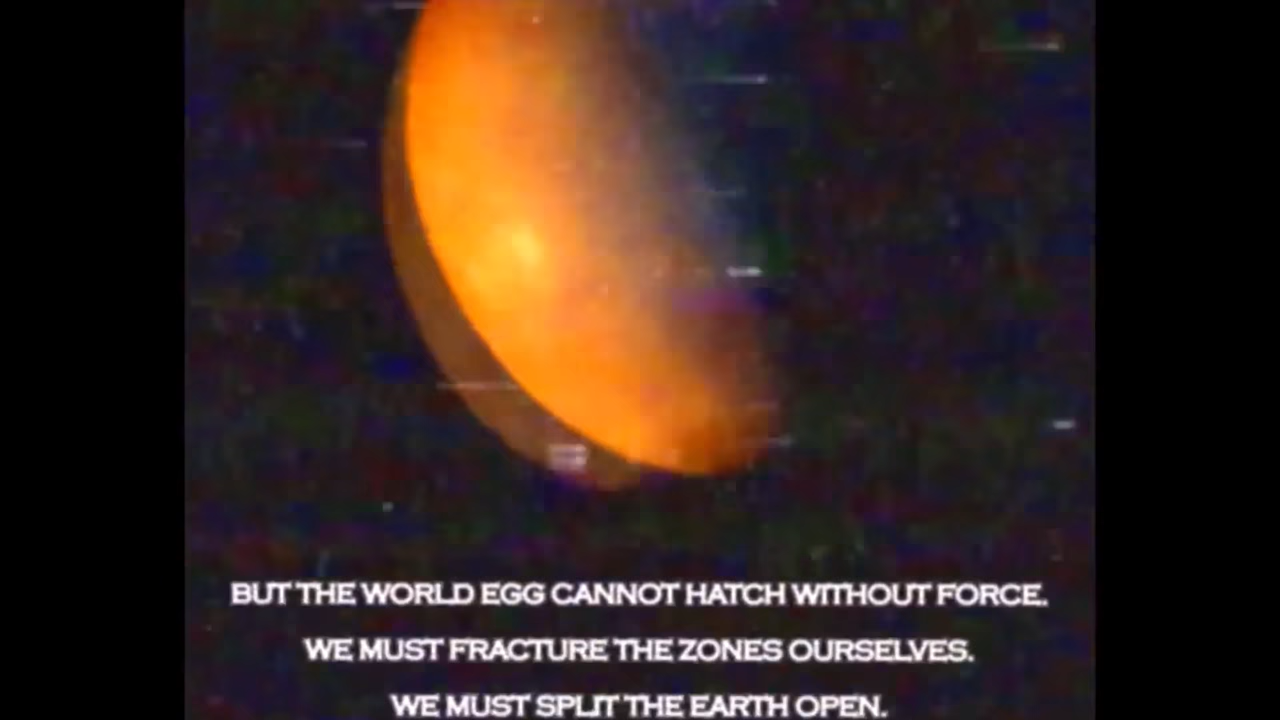 BUT THE WORLD EGG CANNOT HATCH WITHOUT FORCE.
WE MUST FRACTURE THE ZONES OURSELVES.
WE MUST SPLIT THE EARTH OPEN.